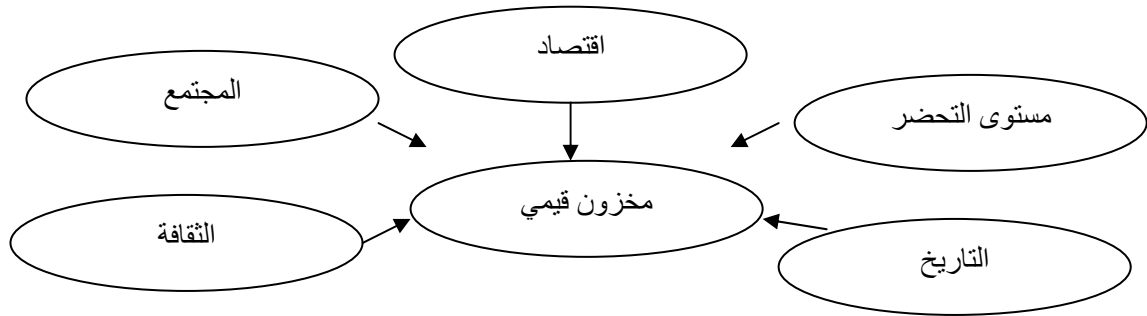 اقتصاد
المجتمع
مستوى التحضر
مخزون قيمي
الثقافة
التاريخ